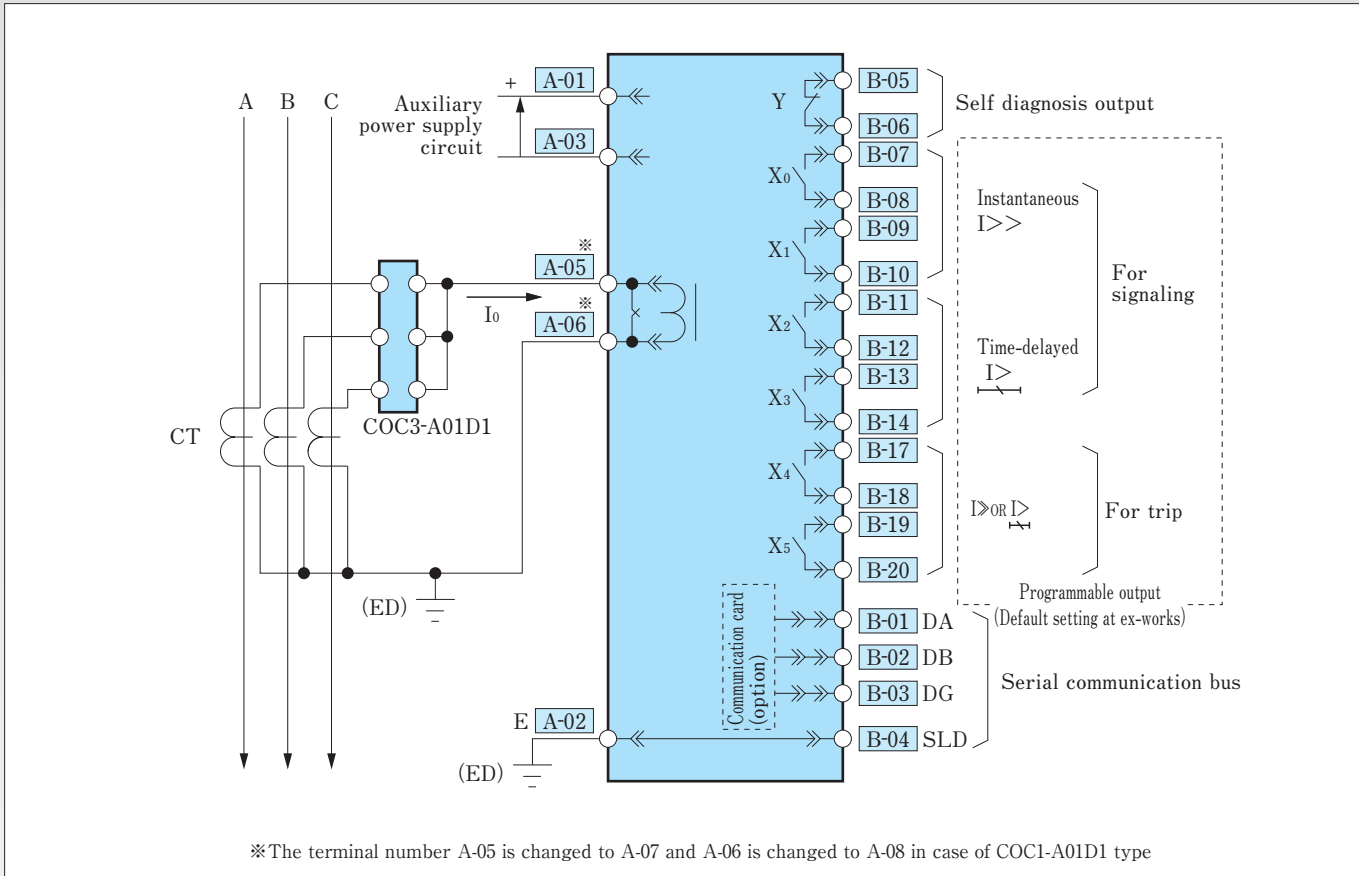 A B C
Auxiliary
power supply
circuit
+
A-01
A-03
※
A-05
※
A-06
I0
CT
COC3-A01D1
(ED)
E A-02
(ED)
Y
X0
X1
X2
X3
X4
X5
Communication card
(option)
B-05
B-06
B-07
B-08
B-09
B-10
B-11
B-12
B-13
B-14
B-17
B-18
B-19
B-20
B-01 DA
B-02 DB
B-03 DG
B-04 SLD
Self diagnosis output
Instantaneous
I>>
For
signaling
Time-delayed
I>
I≫OR I>
For trip
Programmable output
(Default setting at ex-works)
Serial communication bus
※The terminal number A-05 is changed to A-07 and A-06 is changed to A-08 in case of COC1-A01D1 type